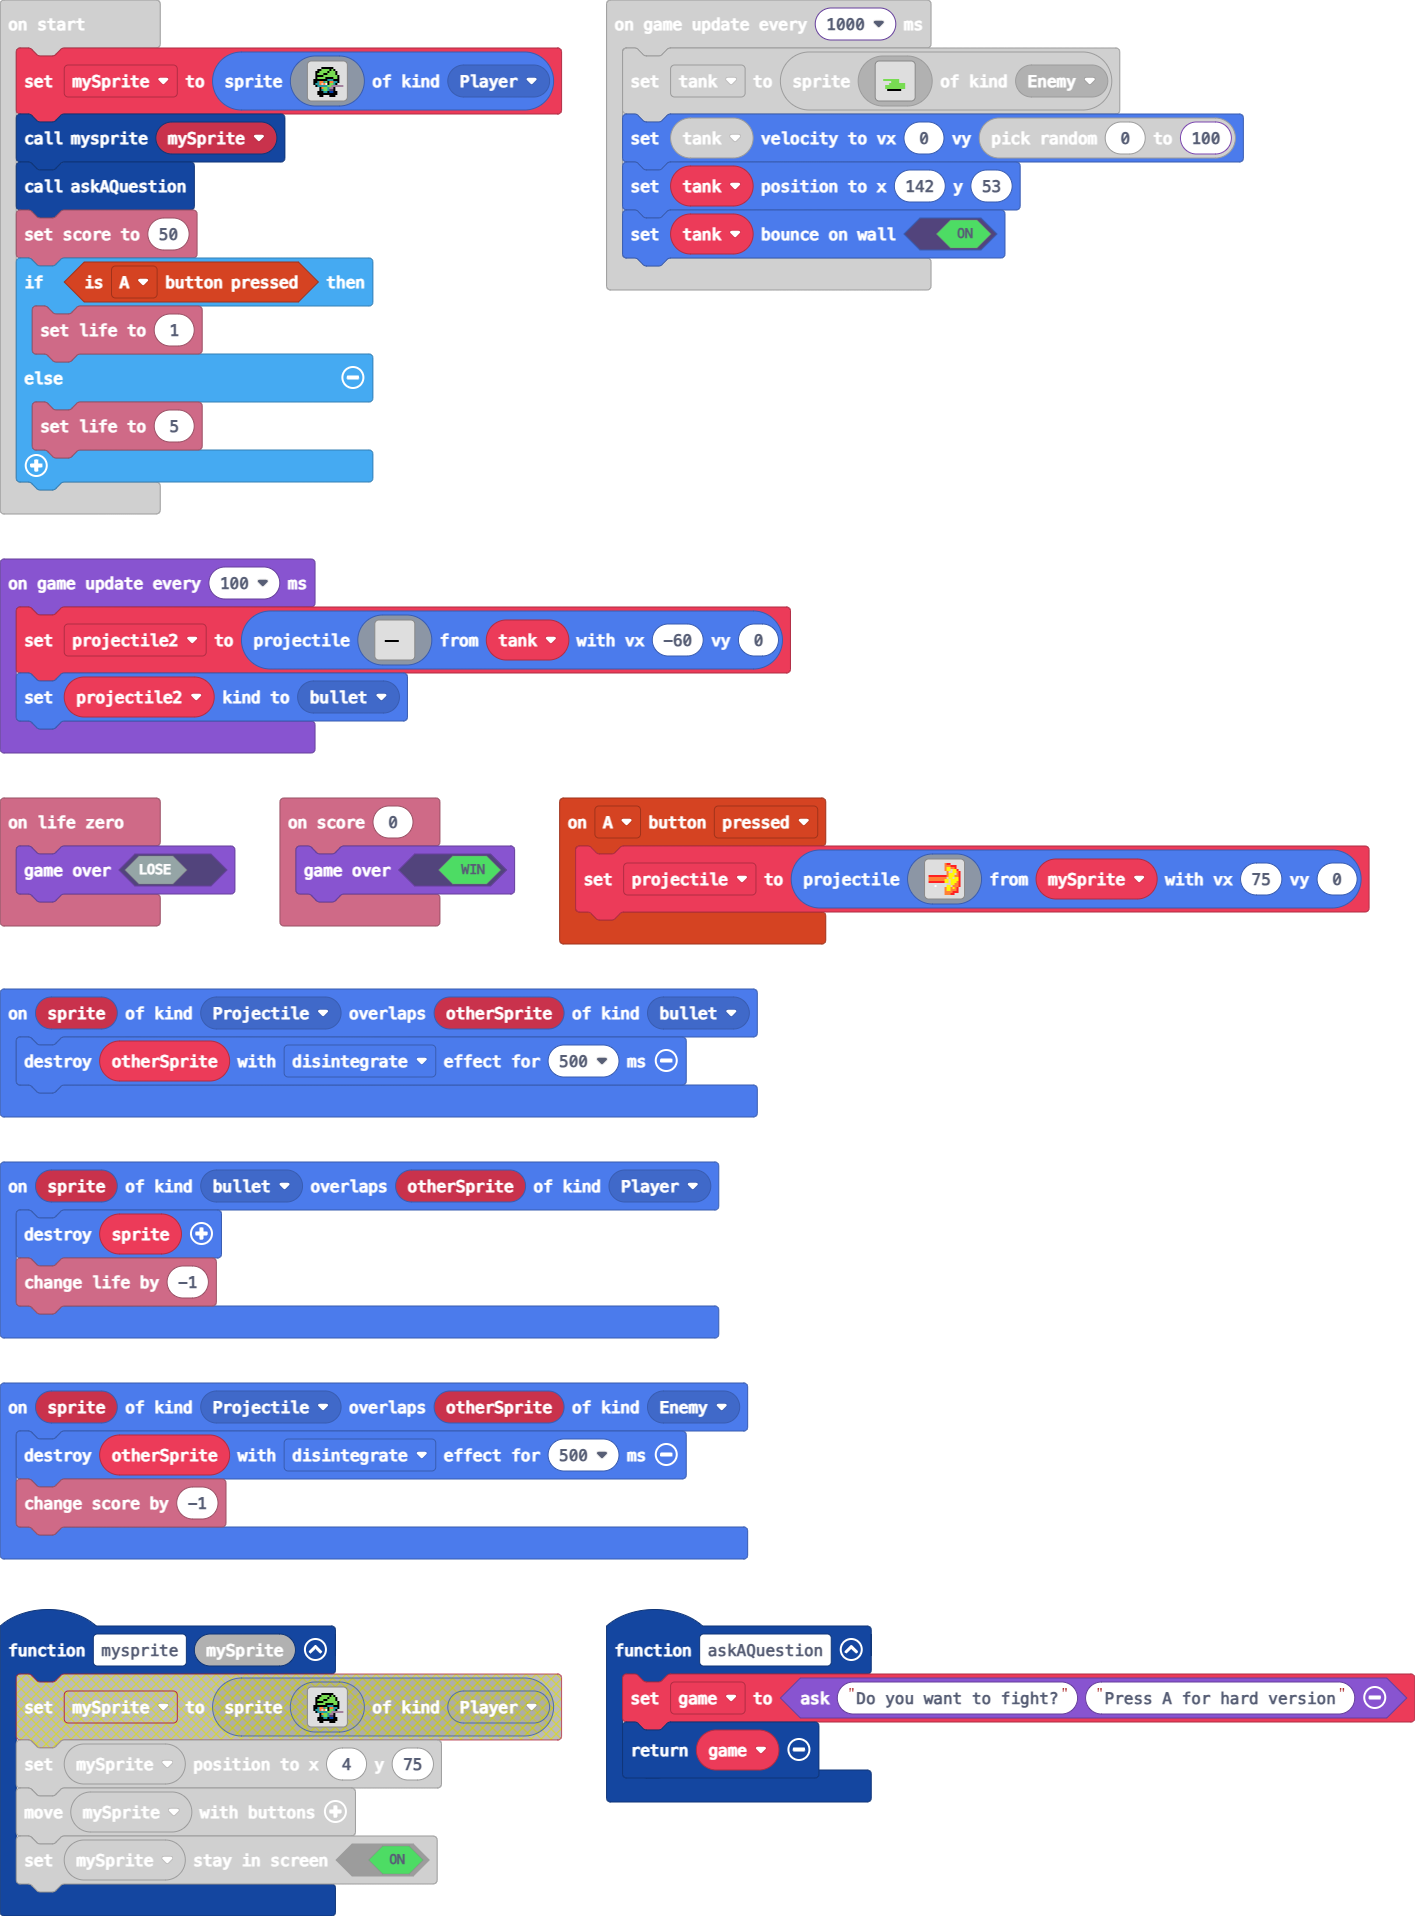 on start
set mySprite to sprite of kind Player
call mysprite mySprite
call askAQuestion
set score to 50
if is A button pressed then
set life to 1
else
set life to 5
on game update every 1000 ms
set tank to sprite of kind Enemy
set tank velocity to vx 0 vy pick random 0 to 100
set tank position to x 142 y 53
set tank bounce on wall ON
on game update every 100 ms
set projectile2 to projectile from tank with vx -60 vy 0
set projectile2 kind to bullet
on life zero
game over LOSE
on score 0
game over WIN
on A button pressed
set projectile to projectile from mySprite with vx 75 vy 0
on sprite of kind Projectile overlaps otherSprite of kind bullet
destroy otherSprite with disintegrate effect for 500 ms
on sprite of kind bullet overlaps otherSprite of kind Player
destroy sprite
change life by -1
on sprite of kind Projectile overlaps otherSprite of kind Enemy
destroy otherSprite with disintegrate effect for 500 ms
change score by -1
function mysprite mySprite
set mySprite to sprite of kind Player
set mySprite position to x 4 y 75
move mySprite with buttons
set mySprite stay in screen ON
function askAQuestion
set game to ask "Do you want to fight?" "Press A for hard version"
return game